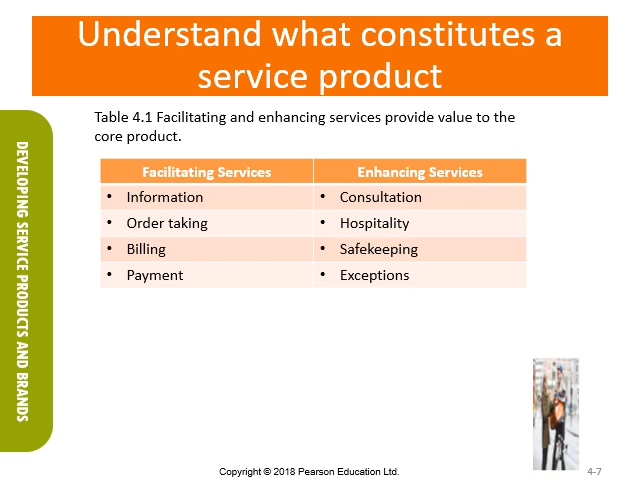 Understand what constitutes a
service product
DEVELOPING SERVICE PRODUCTS AND BRANDS
Table 4.1 Facilitating and enhancing services provide value to the
core product.
Facilitating Services Enhancing Services
• Information • Consultation
• Order taking • Hospitality
• Billing • Safekeeping
• Payment • Exceptions
Copyright © 2018 Pearson Education Ltd.
4-7